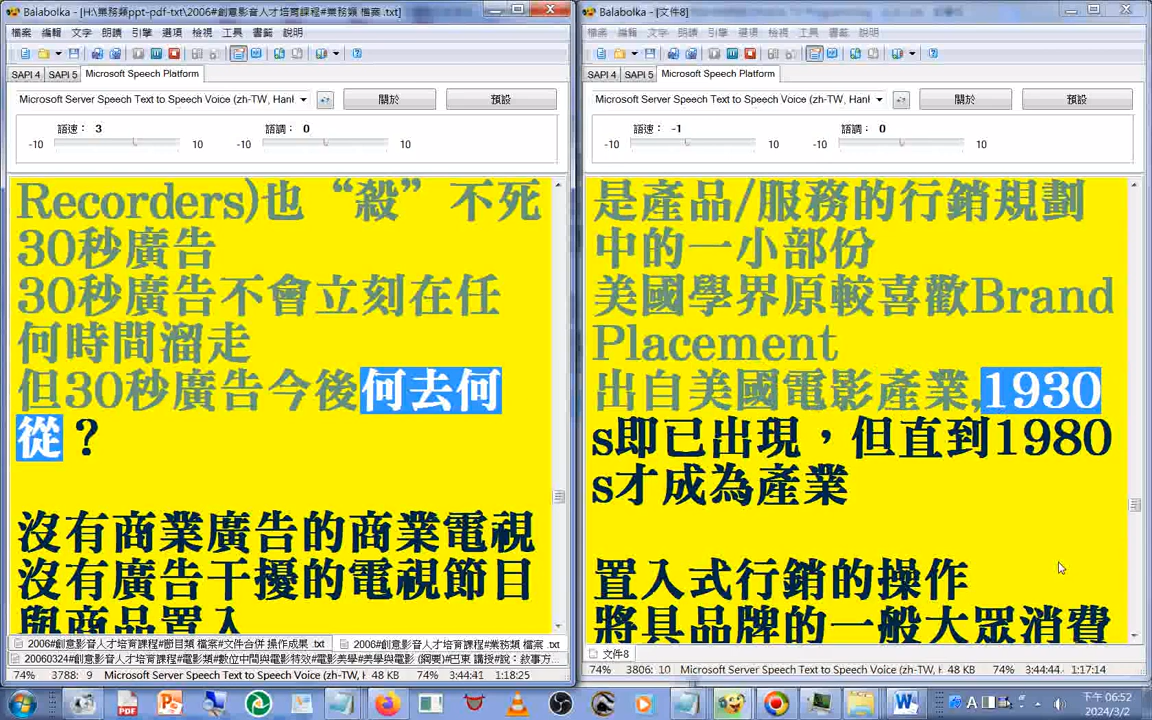 Balabolka - [H:\業務類ppt-pdf-txt\2006#創意影音人才培育課程#業務類 檔案 .txt]
檔案 編輯 文字 朗讀 引擎 選項 檢視 工具 書籤 說明
SAPI 4 SAPI 5 Microsoft Speech Platform
Microsoft Server Speech Text to Speech Voice (zh-TW, Hanl
關於
預設
語速： 3
語調： 0
-10 10 -10 10
Recorders)也“殺”不死
30秒廣告
30秒廣告不會立刻在任
何時間溜走
但30秒廣告今後何去何
從？
沒有商業廣告的商業電視
沒有廣告干擾的電視節目
與商品置入
2006#創意影音人才培育課程#節目類 檔案#文件合併 操作成果 .txt
2006#創意影音人才培育課程#業務類 檔案 .txt
20060324#創意影音人才培育課程#電影類#數位中間與電影特效#電影美學#美學與電影 (綱要)#巴東 講授#說：敘事方...
74% 3788: 9 Microsoft Server Speech Text to Speech Voice (zh-TW, H 48 KB 3:44:41 1:18:25
Balabolka - [文件8]
檔案 編輯 文字 朗讀 引擎 選項 檢視 工具 書籤 說明
SAPI 4 SAPI 5 Microsoft Speech Platform
Microsoft Server Speech Text to Speech Voice (zh-TW, Hanl
關於
預設
語速： -1
語調： 0
-10 10 -10 10
是產品/服務的行銷規劃
中的一小部份
美國學界原較喜歡Brand
Placement
出自美國電影產業,1930
s即已出現，但直到1980
s才成為產業
置入式行銷的操作
將具品牌的一般大眾消費
文件8
74% 3806: 10 Microsoft Server Speech Text to Speech Voice (zh-TW, H 48 KB 3:44:44 1:17:14
下午 06:52
2024/3/2